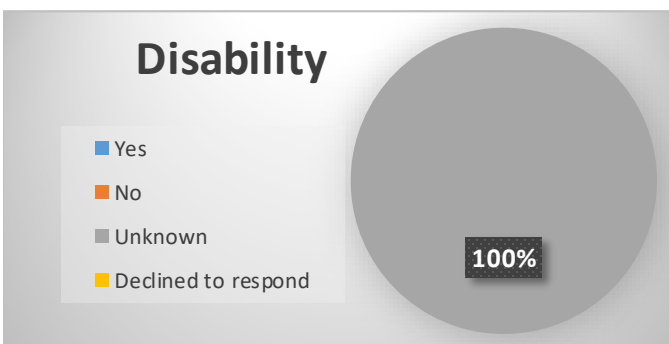 Disability
Yes
No
Unknown
Declined to respond
100%